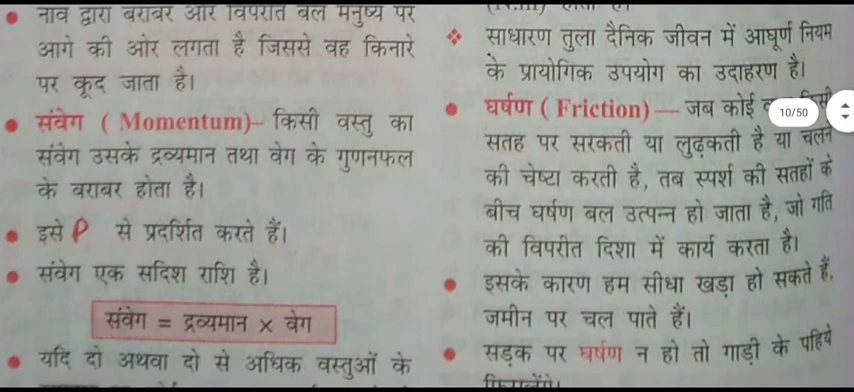 नाव द्वारा बराबर और विपरीत बल मनुष्य पर
आगे की ओर लगता है जिससे वह किनारे
पर कूद जाता है।
संवेग ( Momentum)– किसी वस्तु का
संवेग उसके द्रव्यमान तथा वेग के गुणनफल
के बराबर होता है।
इसे P से प्रदर्शित करते हैं।
संवेग एक सदिश राशि है।
संवेग = द्रव्यमान × वेग
यदि दो अथवा दो से अधिक वस्तुओं के
साधारण तुला दैनिक जीवन में आघूर्ण नियम
के प्रायोगिक उपयोग का उदाहरण है।
घर्षण ( Friction) — जब कोई
सतह पर सरकती या लुढ़कती है या चलने
की चेष्टा करती है, तब स्पर्श की सतहों के
बीच घर्षण बल उत्पन्न हो जाता है, जो गति
की विपरीत दिशा में कार्य करता है।
इसके कारण हम सीधा खड़ा हो सकते हैं,
जमीन पर चल पाते हैं।
सड़क पर घर्षण न हो तो गाड़ी के पहिये
10/50